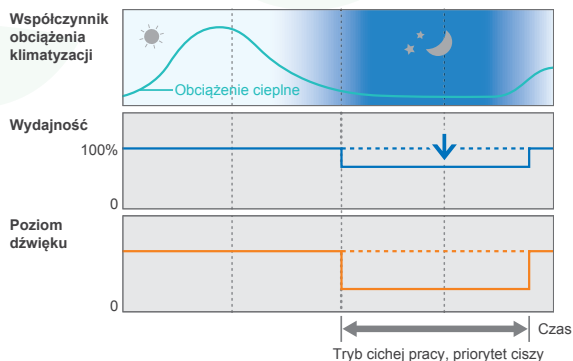 Współczynnik
obciążenia
klimatyzacji
Obciążenie cieplne
Wydajność
100%
0
Poziom
dźwięku
0
Czas
Tryb cichej pracy, priorytet ciszy